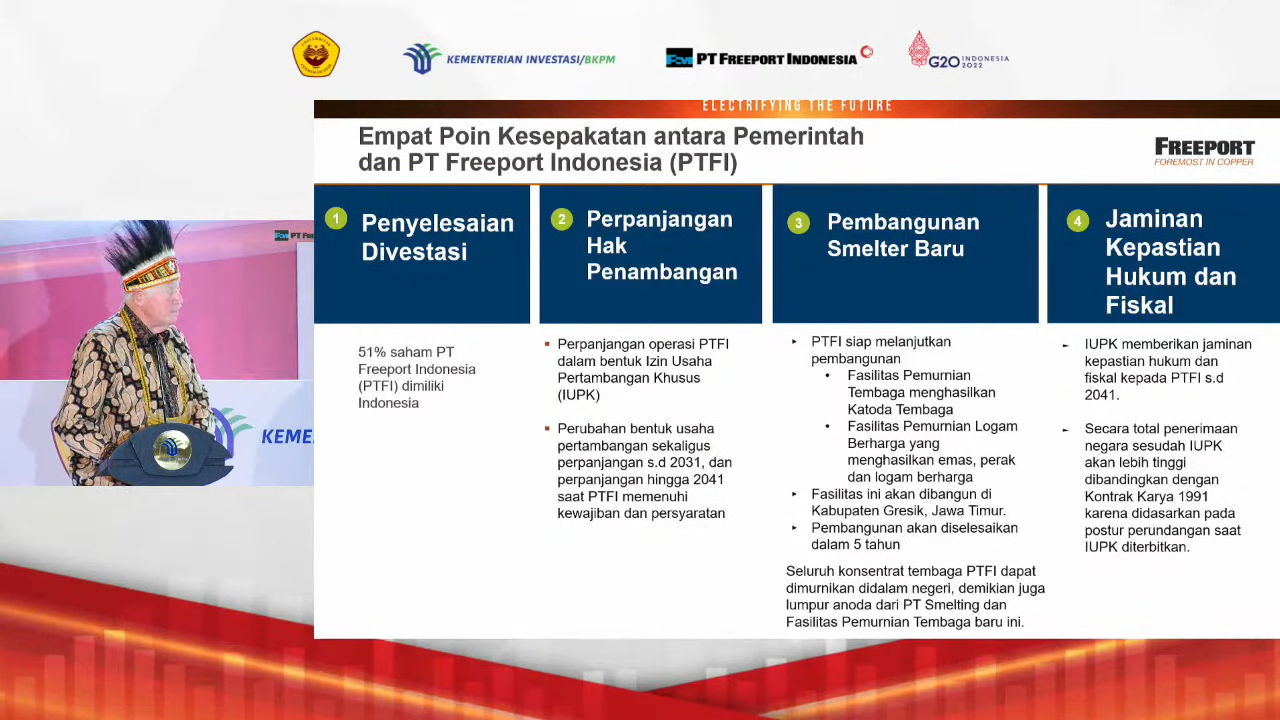 KEMENTERIAN INVESTASI/BKPM
PT FREEPORT INDONESIA
G20 INDONESIA
2022
ELECTRIFYING THE FUTURE
Empat Poin Kesepakatan antara Pemerintah
dan PT Freeport Indonesia (PTFI)
FREEPORT
FOREMOST IN COPPER
1 Penyelesaian
Divestasi
51% saham PT
Freeport Indonesia
(PTFI) dimiliki
Indonesia
2 Perpanjangan
Hak
Penambangan
Perpanjangan operasi PTFI
dalam bentuk Izin Usaha
Pertambangan Khusus
(IUPK)
Perubahan bentuk usaha
pertambangan sekaligus
perpanjangan s.d 2031, dan
perpanjangan hingga 2041
saat PTFI memenuhi
kewajiban dan persyaratan
3 Pembangunan
Smelter Baru
PTFI siap melanjutkan
pembangunan
Fasilitas Pemurnian
Tembaga menghasilkan
Katoda Tembaga
Fasilitas Pemurnian Logam
Berharga yang
menghasilkan emas, perak
dan logam berharga
Fasilitas ini akan dibangun di
Kabupaten Gresik, Jawa Timur.
Pembangunan akan diselesaikan
dalam 5 tahun
Seluruh konsentrat tembaga PTFI dapat
dimurnikan didalam negeri, demikian juga
lumpur anoda dari PT Smelting dan
Fasilitas Pemurnian Tembaga baru ini.
4 Jaminan
Kepastian
Hukum dan
Fiskal
IUPK memberikan jaminan
kepastian hukum dan
fiskal kepada PTFI s.d
2041.
Secara total penerimaan
negara sesudah IUPK
akan lebih tinggi
dibandingkan dengan
Kontrak Karya 1991
karena didasarkan pada
postur perundangan saat
IUPK diterbitkan.
PT F
KEME